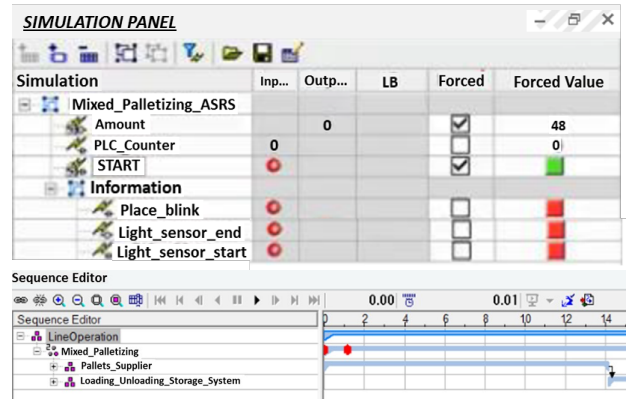 SIMULATION PANEL
Simulation Inp... Outp... LB Forced Forced Value
Mixed_Palletizing_ASRS
Amount 0 48
PLC_Counter 0 0
START
Information
Place_blink
Light_sensor_end
Light_sensor_start
Sequence Editor
0.00 0.01
Sequence Editor 0 2 4 6 8 10 12 14
LineOperation
Mixed_Palletizing
Pallets_Supplier
Loading_Unloading_Storage_System